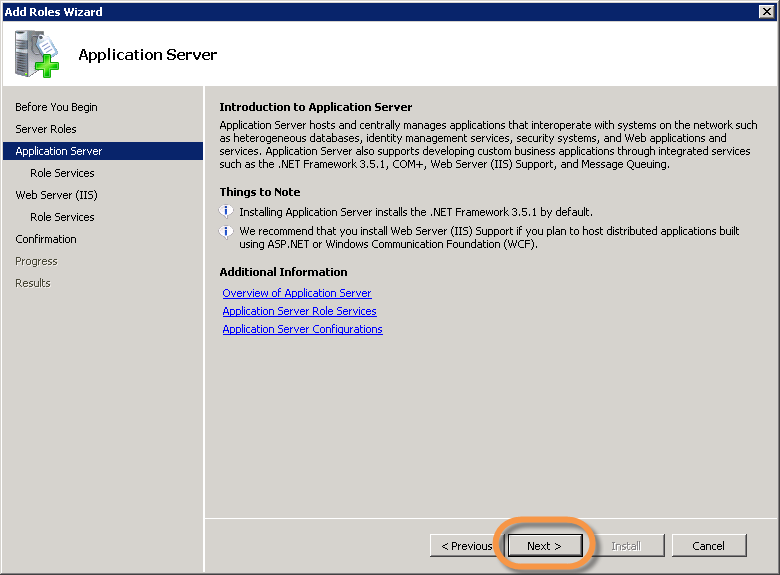 Add Roles Wizard
Application Server
Before You Begin
Server Roles
Application Server
Role Services
Web Server (IIS)
Role Services
Confirmation
Progress
Results
Introduction to Application Server
Application Server hosts and centrally manages applications that interoperate with systems on the network such
as heterogeneous databases, identity management services, security systems, and Web applications and
services. Application Server also supports developing custom business applications through integrated services
such as the .NET Framework 3.5.1, COM+, Web Server (IIS) Support, and Message Queuing.
Things to Note
Installing Application Server installs the .NET Framework 3.5.1 by default.
We recommend that you install Web Server (IIS) Support if you plan to host distributed applications built
using ASP.NET or Windows Communication Foundation (WCF).
Additional Information
Overview of Application Server
Application Server Role Services
Application Server Configurations
< Previous
Next >
Install
Cancel